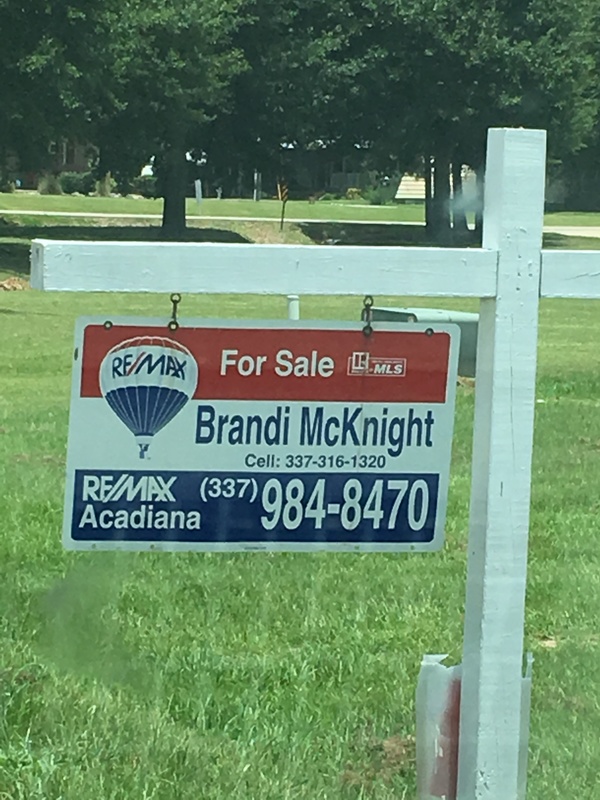 RE/MAX
For Sale
MLS
Brandi McKnight
Cell: 337-316-1320
RE/MAX
Acadiana
(337) 984-8470